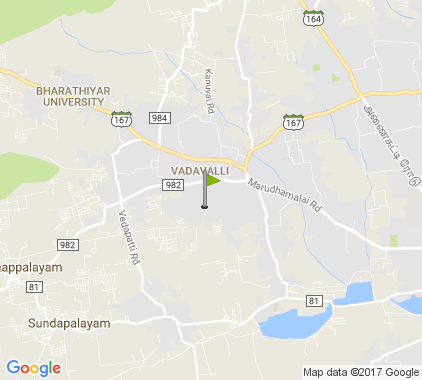 164
BHARATHIYAR
UNIVERSITY
Kanuvai Rd
167
984
167
VADAVALLI
982
Marudhamalai Rd
Vedapatti Rd
982
81
81
Sundapalayam
Google
Map data ©2017 Google